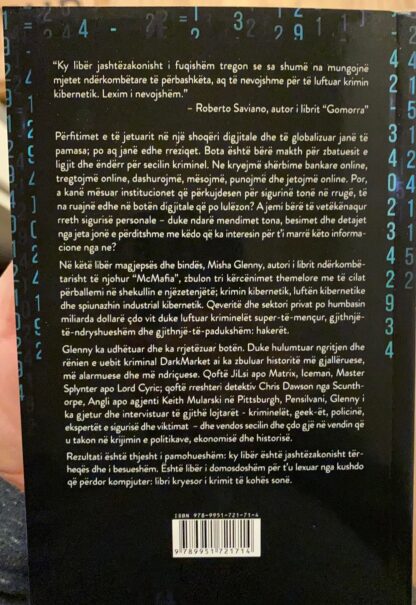 “Ky libër jashtëzakonisht i fuqishëm tregon se sa shumë na mungojnë
mjetet ndërkombëtare të përbashkëta, aq të nevojshme për të luftuar krimin
kibernetik. Lexim i nevojshëm.”
– Roberto Saviano, autor i librit “Gomorra”
Përfitimet e të jetuarit në një shoqëri digjitale dhe të globalizuar janë të
pamasa; po aq janë edhe rreziqet. Bota është bërë makth për zbatuesit e
ligjit dhe ëndërr për secilin kriminel. Ne kryejmë shërbime bankare online,
tregtojmë online, dashurojmë, mësojmë, punojmë dhe jetojmë online. Por,
a kanë mësuar institucionet që përkujdesen për sigurinë tonë në rrugë, të
na ruajnë edhe në botën digjitale që po lulëzon? A jemi bërë të vetëkënaqur
rreth sigurisë personale – duke ndarë mendimet tona, besimet dhe detajet
nga jeta jonë e përditshme me këdo që ka interesin për t’i marrë këto informa-
cione nga ne?
Në këtë libër magjepsës dhe bindës, Misha Glenny, autori i librit ndërkombë-
tarisht të njohur “McMafia”, zbulon tri kërcënimet themelore me të cilat
përballemi në shekullin e njëzetenjëtë; krimin kibernetik, luftën kibernetike
dhe spiunazhin industrial kibernetik. Qeveritë dhe sektori privat po humbasin
miliarda dollarë çdo vit duke luftuar kriminelët super-të-mençur, gjithnjë-
të-ndryshueshëm dhe gjithnjë-të-padukshëm: hakerët.
Glenny ka udhëtuar dhe ka rrjetëzuar botën. Duke hulumtuar ngritjen dhe
rënien e uebit kriminal DarkMarket ai ka zbuluar historitë më gjallëruese,
më alarmuese dhe më ndriçuese. Qoftë JiLsi apo Matrix, Iceman, Master
Splynter apo Lord Cyric; qoftë rreshteri detektiv Chris Dawson nga Scunth-
orpe, Angli apo agjenti Keith Mularski në Pittsburgh, Pensilvani, Glenny i
ka gjetur dhe intervistuar të gjithë lojtarët - kriminelët, geek-ët, policinë,
ekspertët e sigurisë dhe viktimat – dhe vendos secilin dhe çdo gjë në vendin që
u takon në krijimin e politikave, ekonomisë dhe historisë.
Rezultati është thjesht i pamohueshëm: ky libër është jashtëzakonisht tër-
heqës dhe i besueshëm. Është libër i domosdoshëm për t’u lexuar nga kushdo
që përdor kompjuter: libri kryesor i krimit të kohës sonë.
ISBN 978-9951-721-71-4
9 789951 721714